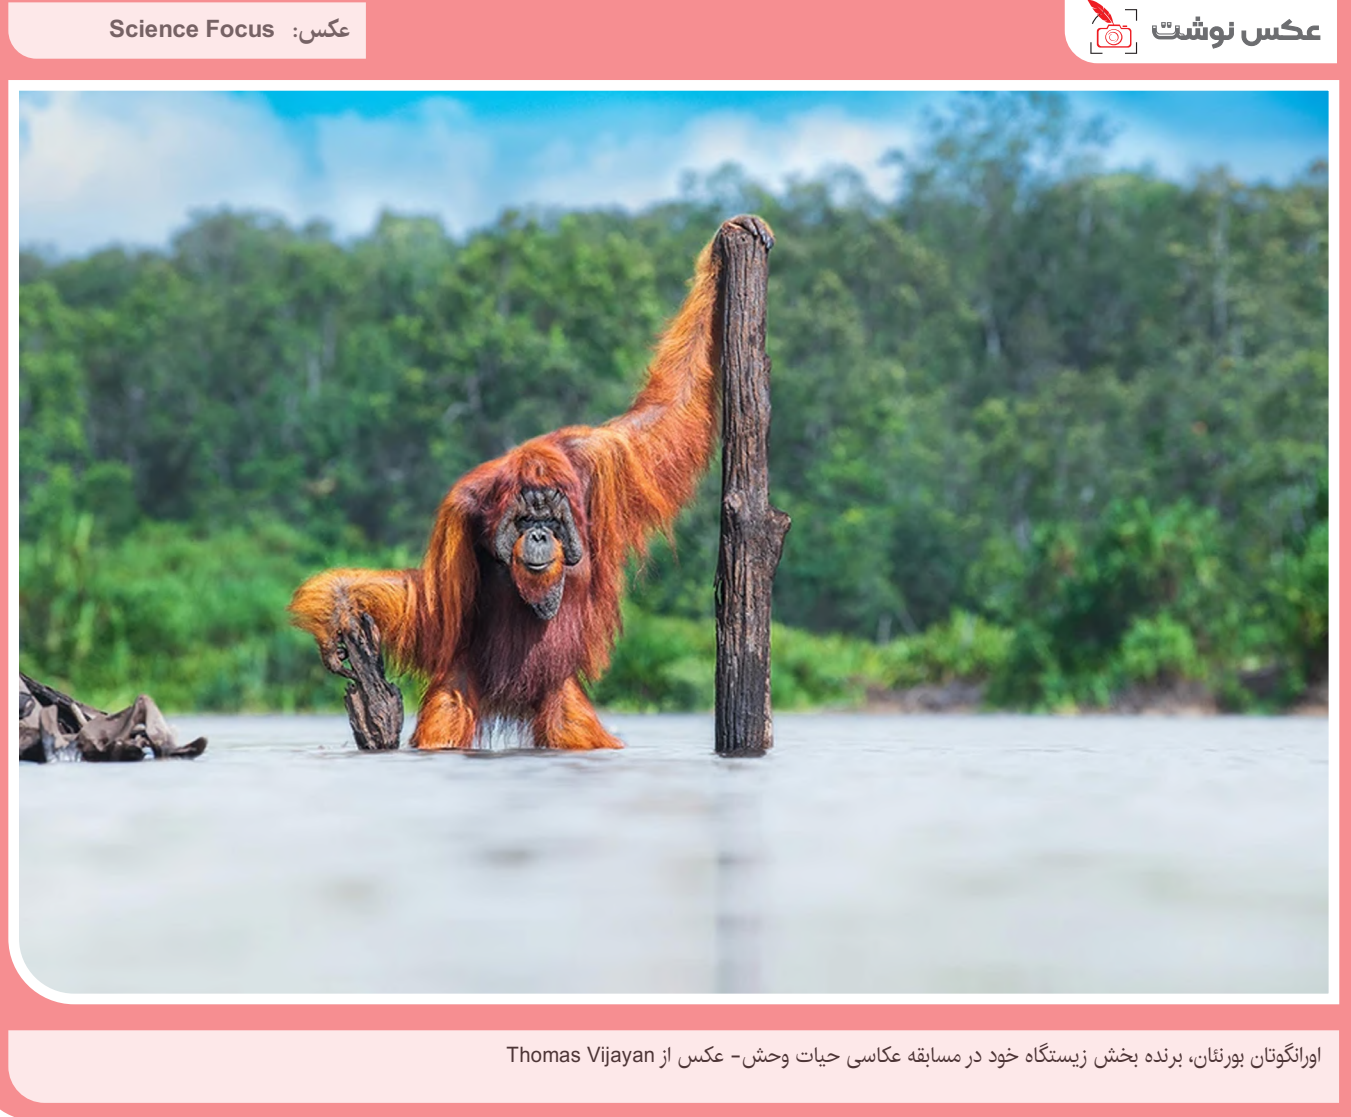 عکس نوشت
عکس: Science Focus
اورانگوتان بورنئان، برنده بخش زیستگاه خود در مسابقه عکاسی حیات وحش- عکس از Thomas Vijayan